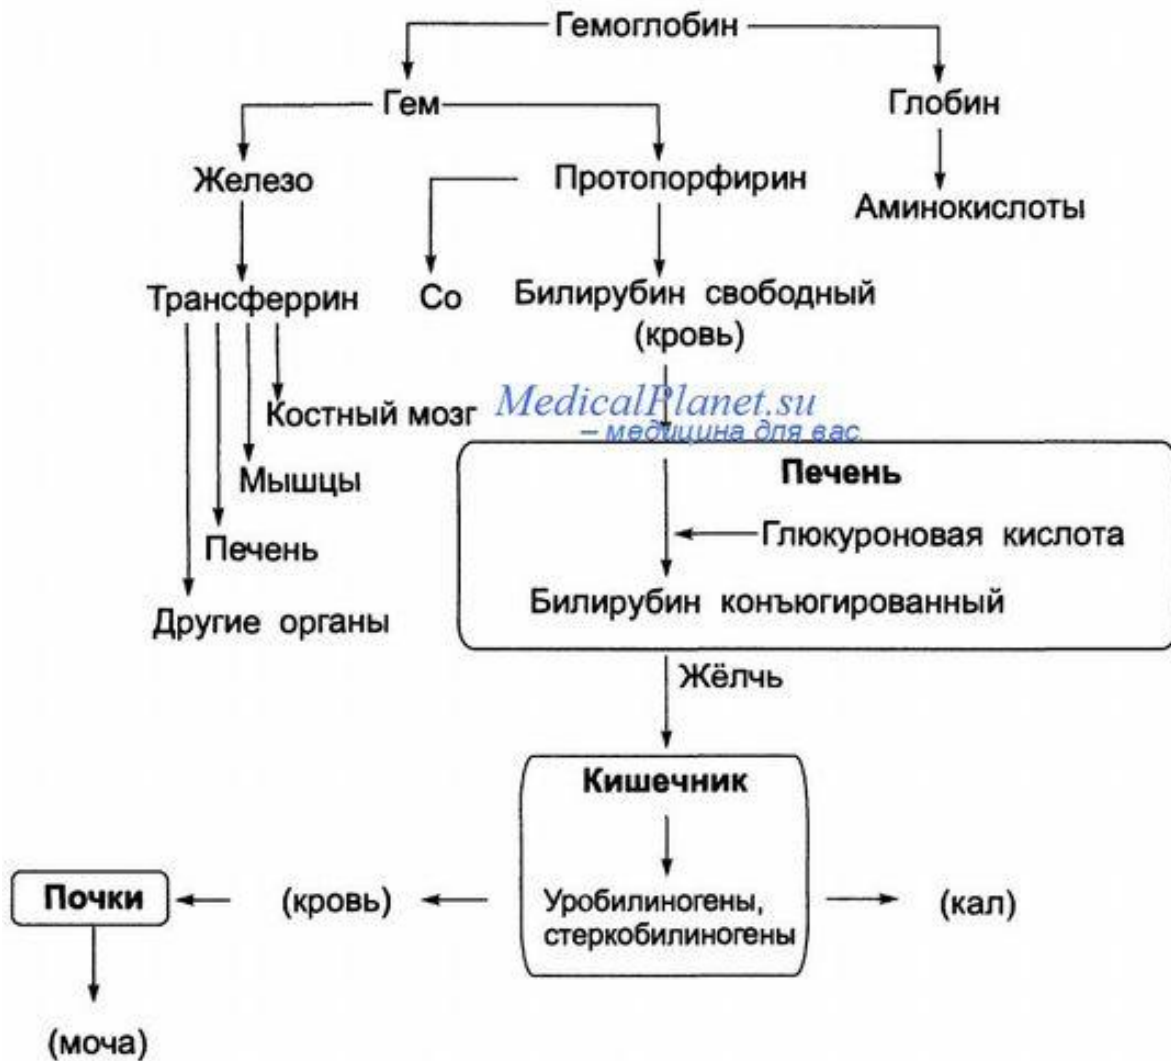 Гемоглобин
Гем
Глобин
Железо
Протопорфирин
Аминокислоты
Трансферрин
Со
Билирубин свободный
(кровь)
Костный мозг
MedicalPlanet.su
– медицина для вас
Мышцы
Печень
Другие органы
Печень
Глюкуроновая кислота
Билирубин конъюгированный
Жёлчь
Кишечник
Уробилиногены,
стеркобилиногены
(кровь)
Почки
(кал)
(моча)